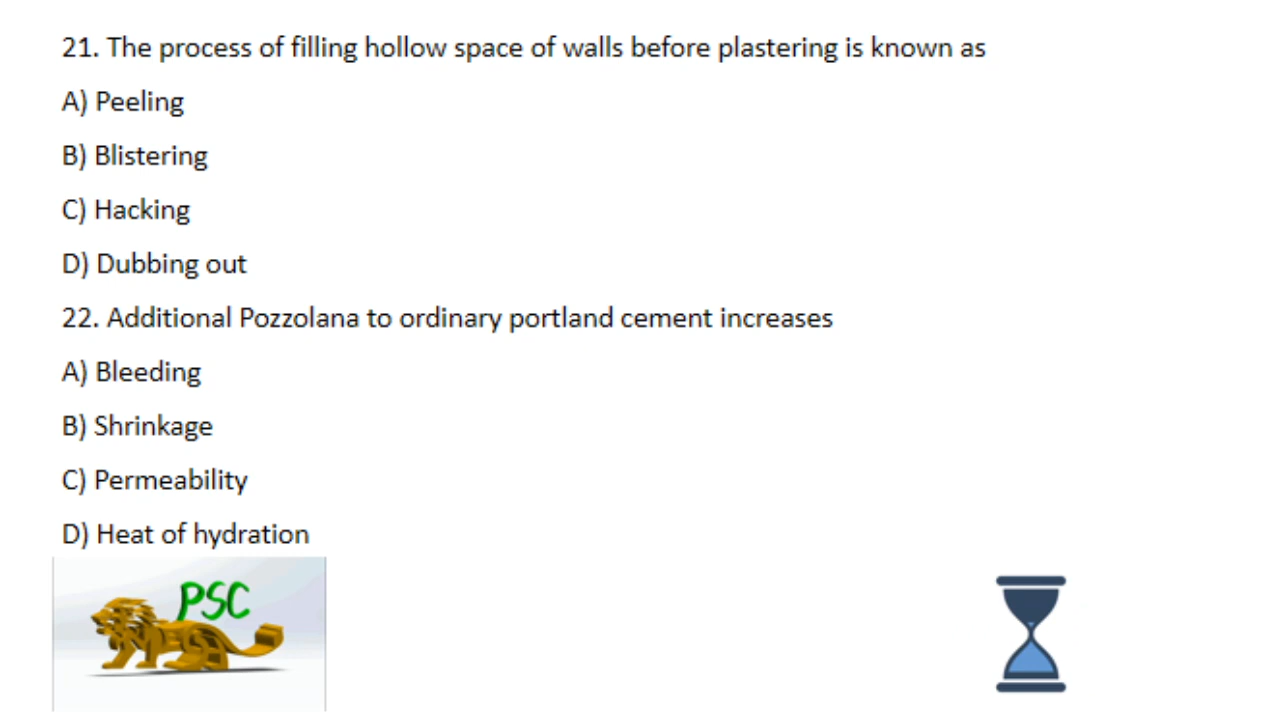 21. The process of filling hollow space of walls before plastering is known as
A) Peeling
B) Blistering
C) Hacking
D) Dubbing out
22. Additional Pozzolana to ordinary portland cement increases
A) Bleeding
B) Shrinkage
C) Permeability
D) Heat of hydration
PSC